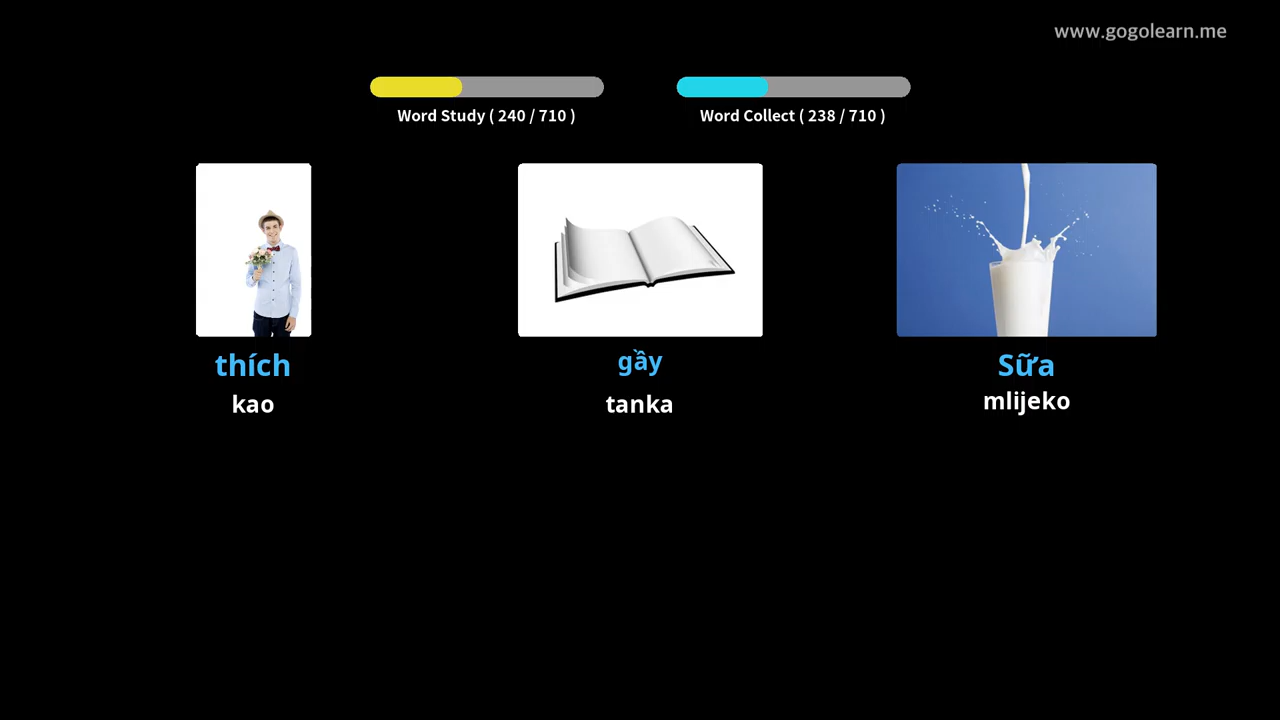 www.gogolearn.me
Word Study ( 240 / 710 )
Word Collect ( 238 / 710 )
thích
gầy
Sữa
kao
tanka
mlijeko